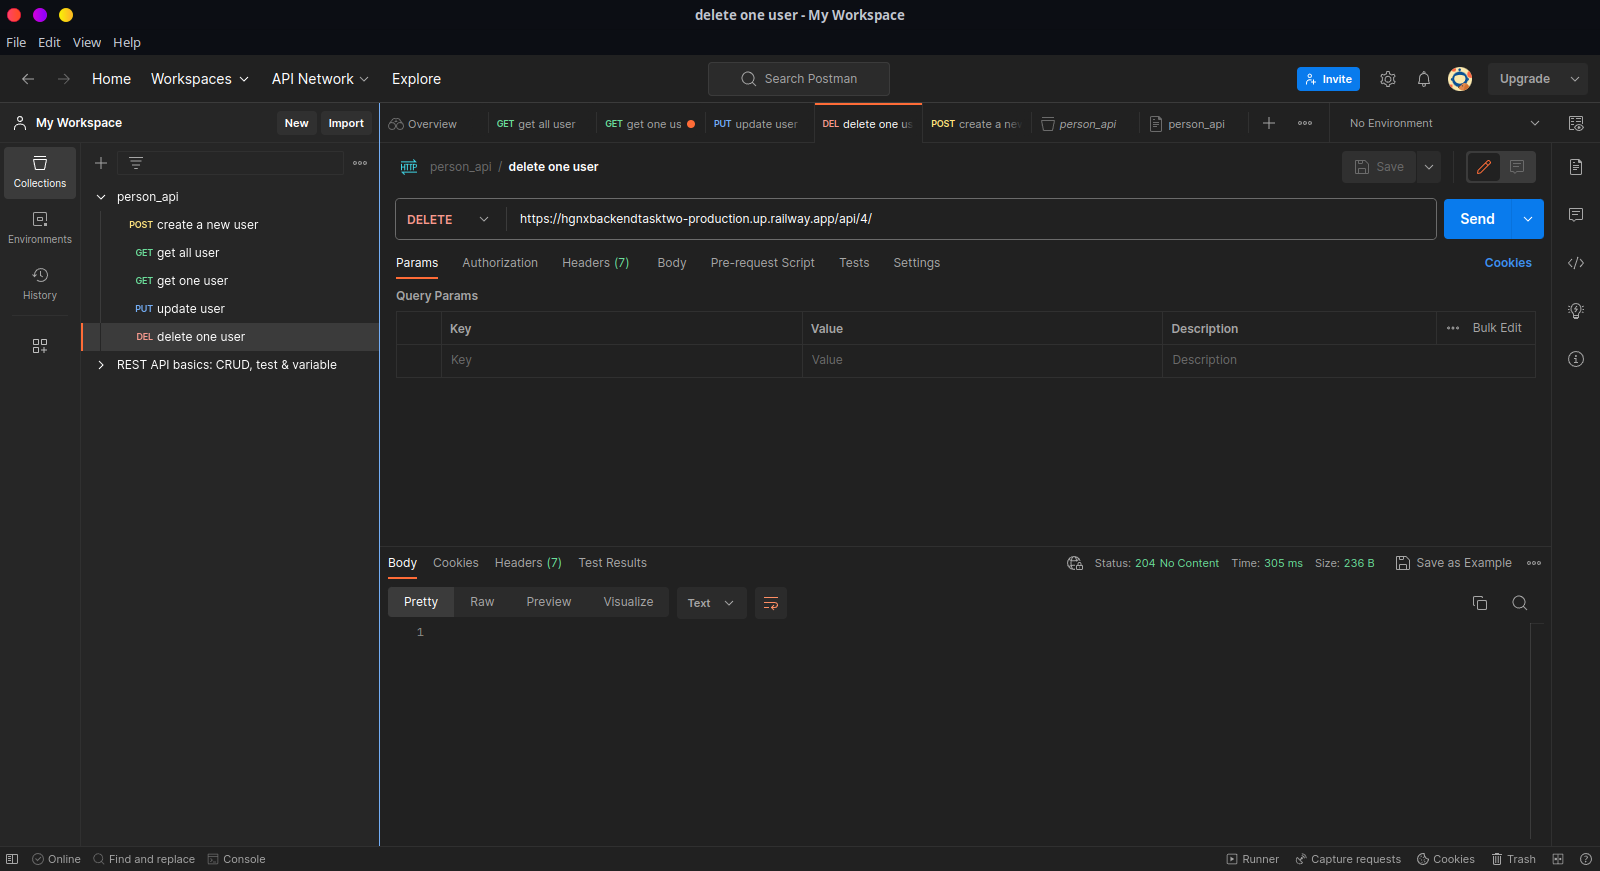 delete one user - My Workspace
File Edit View Help
Home Workspaces API Network Explore Search Postman Invite Upgrade
My Workspace New Import
Overview GET get all user GET get one us PUT update user DEL delete one us POST create a ne person_api person_api No Environment
Collections
Environments
History
person_api
POST create a new user
GET get all user
GET get one user
PUT update user
DEL delete one user
REST API basics: CRUD, test & variable
HTTP person_api / delete one user Save
DELETE https://hgnxbackendtasktwo-production.up.railway.app/api/4/ Send
Params Authorization Headers (7) Body Pre-request Script Tests Settings Cookies
Query Params
Key Value Description Bulk Edit
Key Value Description
Body Cookies Headers (7) Test Results Status: 204 No Content Time: 305 ms Size: 236 B Save as Example
Pretty Raw Preview Visualize Text
1
Online Find and replace Console Runner Capture requests Cookies Trash